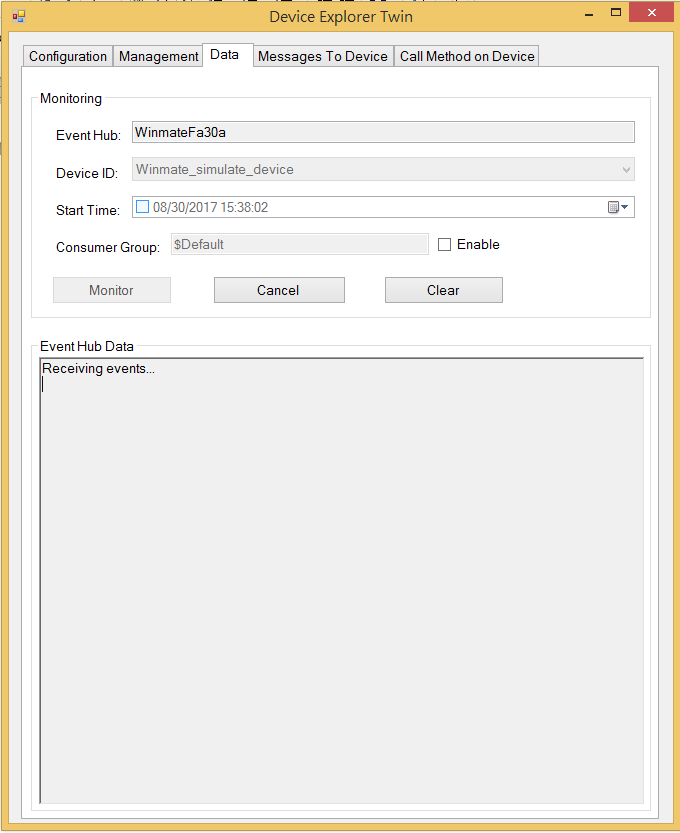 Device Explorer Twin
Configuration Management Data Messages To Device Call Method on Device
Monitoring
Event Hub: WinmateFa30a
Device ID: Winmate_simulate_device
Start Time: 08/30/2017 15:38:02
Consumer Group: $Default Enable
Monitor Cancel Clear
Event Hub Data
Receiving events...